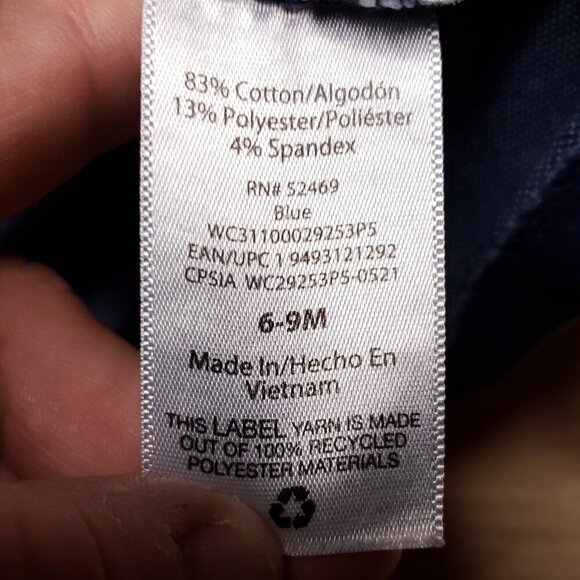 83% Cotton/Algodón
13% Polyester/Poliéster
4% Spandex
RN# 52469
Blue
WC31100029253P5
EAN/UPC 1 9493121292
CPSIA WC29253P5-0521
6-9M
Made In/Hecho En
Vietnam
THIS LABEL YARN IS MADE
OUT OF 100% RECYCLED
POLYESTER MATERIALS